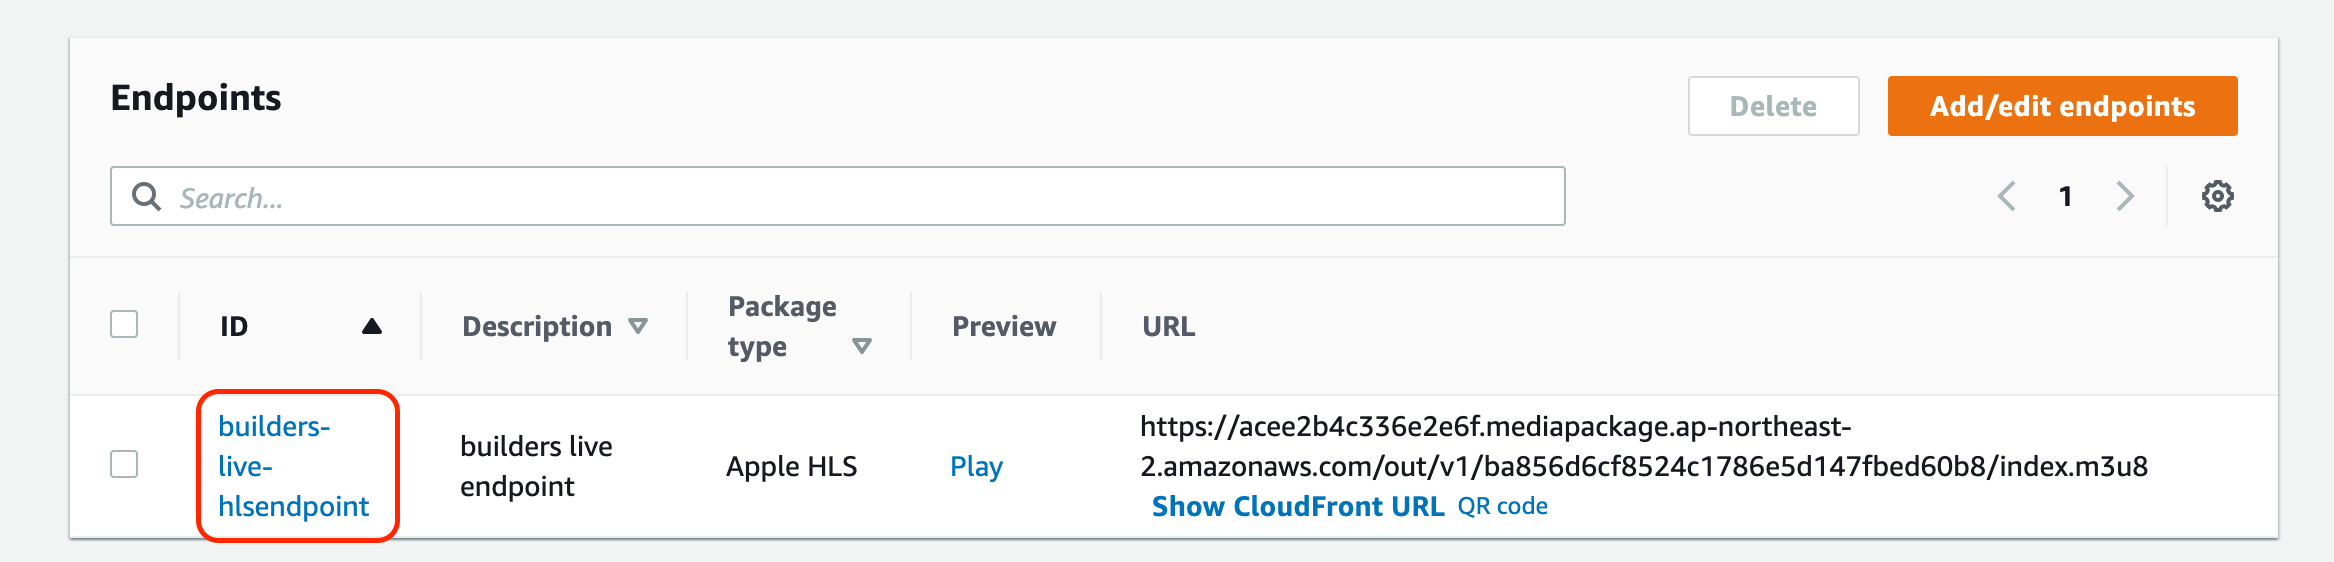 Endpoints
Delete
Add/edit endpoints
Search...
1
ID
Description
Package
type
Preview
URL
builders-
live-
hlsendpoint
builders live
endpoint
Apple HLS
Play
https://acee2b4c336e2e6f.mediapackage.ap-northeast-
2.amazonaws.com/out/v1/ba856d6cf8524c1786e5d147fbed60b8/index.m3u8
Show CloudFront URL QR code